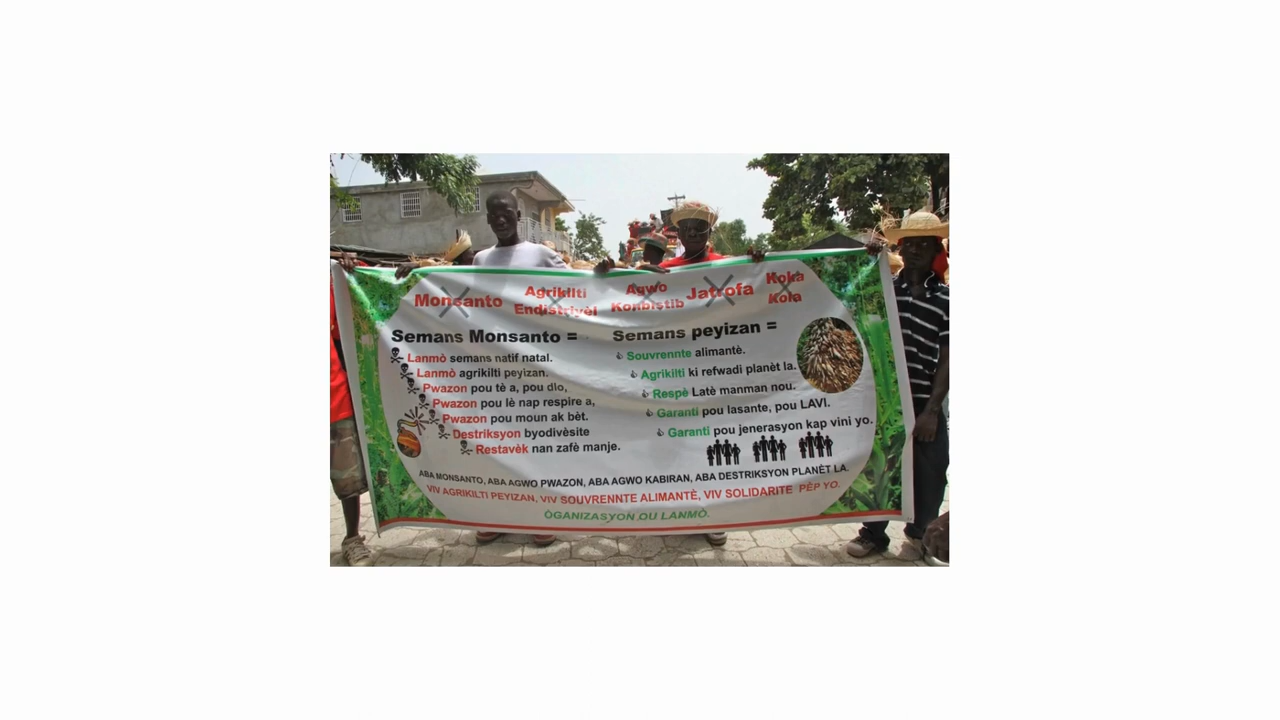 Monsanto
Agrikilti
Endistriyèl
Agwo
Konbistib
Jatrofa
Koka
Kola
Semans Monsanto =
Lanmò semans natif natal.
Lanmò agrikilti peyizan.
Pwazon pou tè a, pou dlo,
Pwazon pou lè nap respire a,
Pwazon pou moun ak bèt.
Destriksyon byodivèsite
Restavèk nan zafè manje.
Semans peyizan =
Souvrennte alimantè.
Agrikilti ki refwadi planèt la.
Respè Latè manman nou.
Garanti pou lasante, pou LAVI.
Garanti pou jenerasyon kap vini yo.
ABA MONSANTO, ABA AGWO PWAZON, ABA AGWO KABIRAN, ABA DESTRIKSYON PLANÈT LA.
VIV AGRIKILTI PEYIZAN, VIV SOUVRENNTE ALIMANTÈ, VIV SOLIDARITE PÈP YO.
ÒGANIZASYON OU LANMÒ.